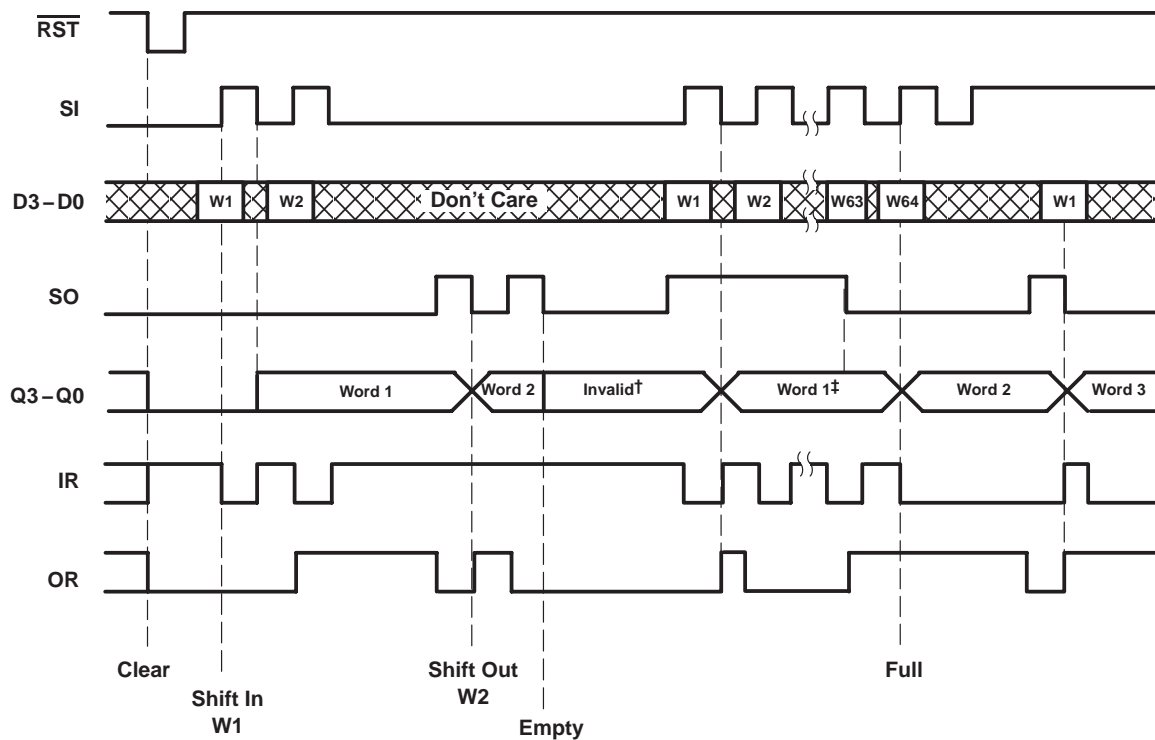 RST
SI
D3–D0 W1 W2 Don't Care W1 W2 W63 W64 W1
SO
Q3–Q0 Word 1 Word 2 Invalid† Word 1‡ Word 2 Word 3
IR
OR
Clear Shift Out Full
Shift In W2
W1 Empty